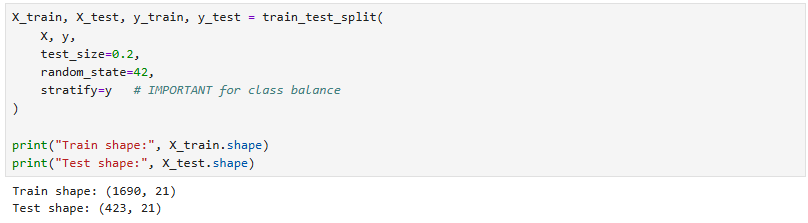 X_train, X_test, y_train, y_test = train_test_split(
    X, y,
    test_size=0.2,
    random_state=42,
    stratify=y   # IMPORTANT for class balance
)
print("Train shape:", X_train.shape)
print("Test shape:", X_test.shape)
Train shape: (1690, 21)
Test shape: (423, 21)